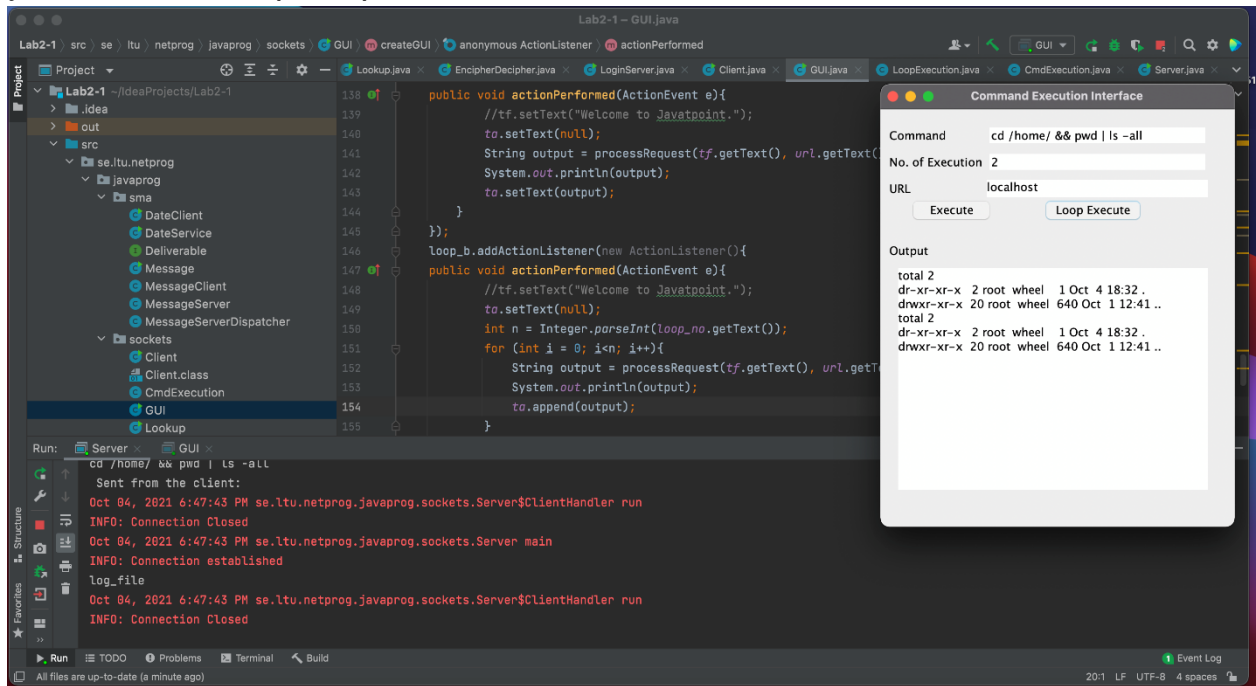 Lab2-1 – GUI.java
Lab2-1 〉 src 〉 se 〉 ltu 〉 netprog 〉 javaprog 〉 sockets 〉 GUI 〉 createGUI 〉 anonymous ActionListener 〉 actionPerformed
GUI
Project
Lookup.java
EncipherDecipher.java
LoginServer.java
Client.java
GUI.java
LoopExecution.java
CmdExecution.java
Server.java
Project
Lab2-1 ~/IdeaProjects/Lab2-1
.idea
out
src
se.ltu.netprog
javaprog
sma
DateClient
DateService
Deliverable
Message
MessageClient
MessageServer
MessageServerDispatcher
sockets
Client
Client.class
CmdExecution
GUI
Lookup
138 public void actionPerformed(ActionEvent e){
139 //tf.setText("Welcome to Javatpoint.");
140 ta.setText(null);
141 String output = processRequest(tf.getText(), url.getText(
142 System.out.println(output);
143 ta.setText(output);
144 }
145 });
146 loop_b.addActionListener(new ActionListener(){
147 public void actionPerformed(ActionEvent e){
148 //tf.setText("Welcome to Javatpoint.");
149 ta.setText(null);
150 int n = Integer.parseInt(loop_no.getText());
151 for (int i = 0; i<n; i++){
152 String output = processRequest(tf.getText(), url.getT
153 System.out.println(output);
154 ta.append(output);
155 }
Command Execution Interface
Command cd /home/ && pwd | ls -all
No. of Execution 2
URL localhost
Execute Loop Execute
Output
total 2
dr-xr-xr-x 2 root wheel 1 Oct 4 18:32 .
drwxr-xr-x 20 root wheel 640 Oct 1 12:41 ..
total 2
dr-xr-xr-x 2 root wheel 1 Oct 4 18:32 .
drwxr-xr-x 20 root wheel 640 Oct 1 12:41 ..
Run: Server GUI
cd /home/ && pwd | ls -all
Sent from the client:
Oct 04, 2021 6:47:43 PM se.ltu.netprog.javaprog.sockets.Server$ClientHandler run
INFO: Connection Closed
Oct 04, 2021 6:47:43 PM se.ltu.netprog.javaprog.sockets.Server main
INFO: Connection established
log_file
Oct 04, 2021 6:47:43 PM se.ltu.netprog.javaprog.sockets.Server$ClientHandler run
INFO: Connection Closed
Structure
Favorites
Run TODO Problems Terminal Build
1 Event Log
All files are up-to-date (a minute ago)
20:1 LF UTF-8 4 spaces